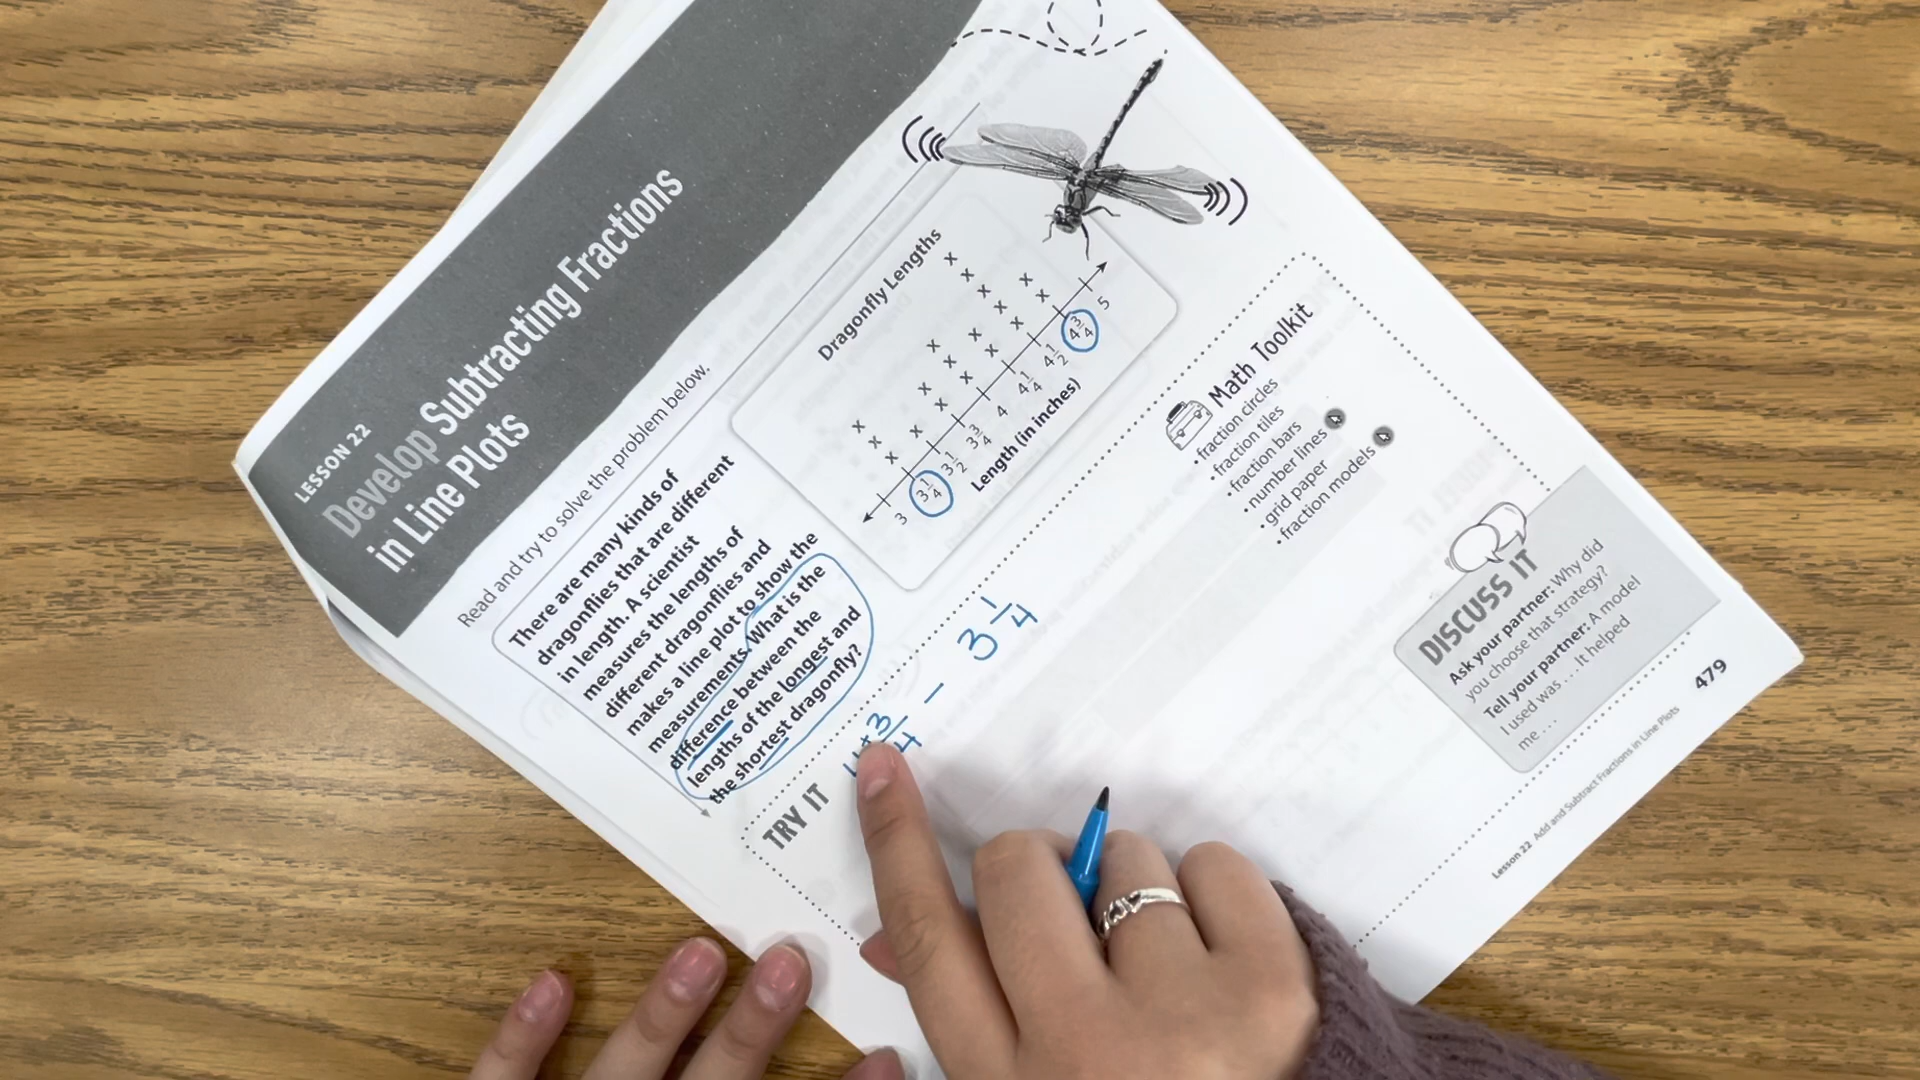 LESSON 22
Develop Subtracting Fractions
in Line Plots
Read and try to solve the problem below.
There are many kinds of
dragonflies that are different
in length. A scientist
measures the lengths of
different dragonflies and
makes a line plot to show the
measurements. What is the
difference between the
lengths of the longest and
the shortest dragonfly?
Dragonfly Lengths
3 3 1/4 3 1/2 3 3/4 4 4 1/4 4 1/2 4 3/4 5
Length (in inches)
TRY IT
3/4 - 3 1/4
Math Toolkit
• fraction circles
• fraction tiles
• fraction bars
• number lines
• grid paper
• fraction models
DISCUSS IT
Ask your partner: Why did
you choose that strategy?
Tell your partner: A model
I used was ... It helped
me ...
Lesson 22 Add and Subtract Fractions in Line Plots
479